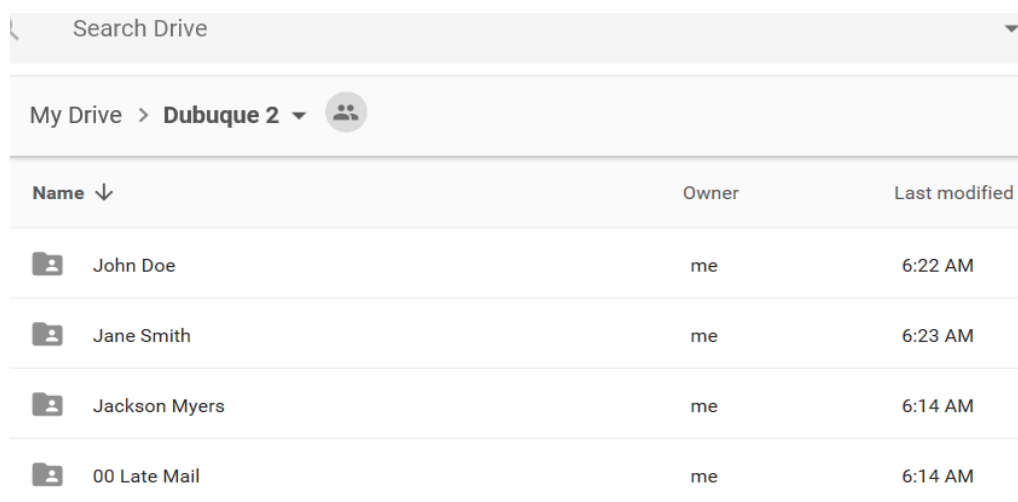 Search Drive
My Drive > Dubuque 2
Name Owner Last modified
John Doe me 6:22 AM
Jane Smith me 6:23 AM
Jackson Myers me 6:14 AM
00 Late Mail me 6:14 AM